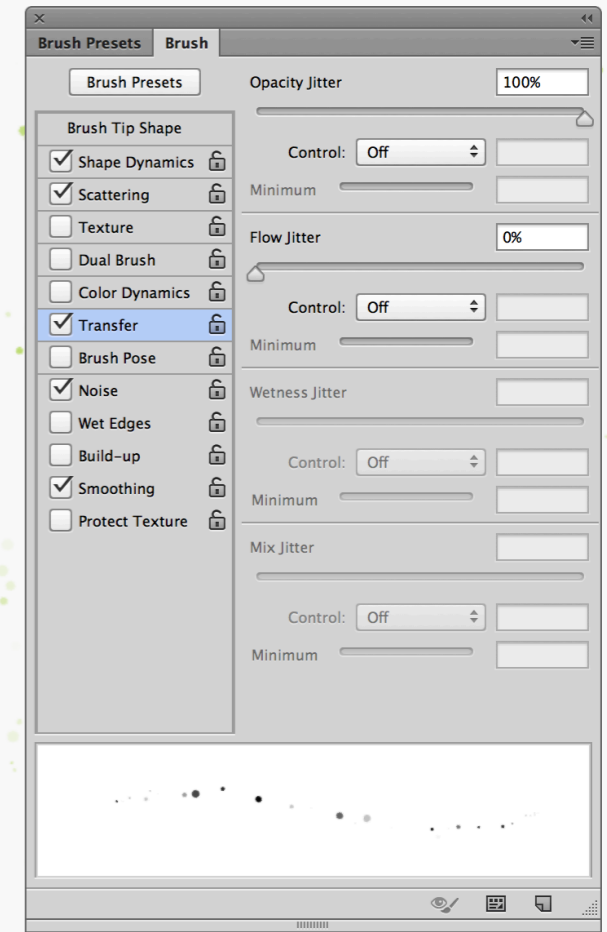 Brush Presets
Brush
Brush Presets
Brush Tip Shape
Shape Dynamics
Scattering
Texture
Dual Brush
Color Dynamics
Transfer
Brush Pose
Noise
Wet Edges
Build-up
Smoothing
Protect Texture
Opacity Jitter 100%
Control: Off
Minimum
Flow Jitter 0%
Control: Off
Minimum
Wetness Jitter
Control: Off
Minimum
Mix Jitter
Control: Off
Minimum